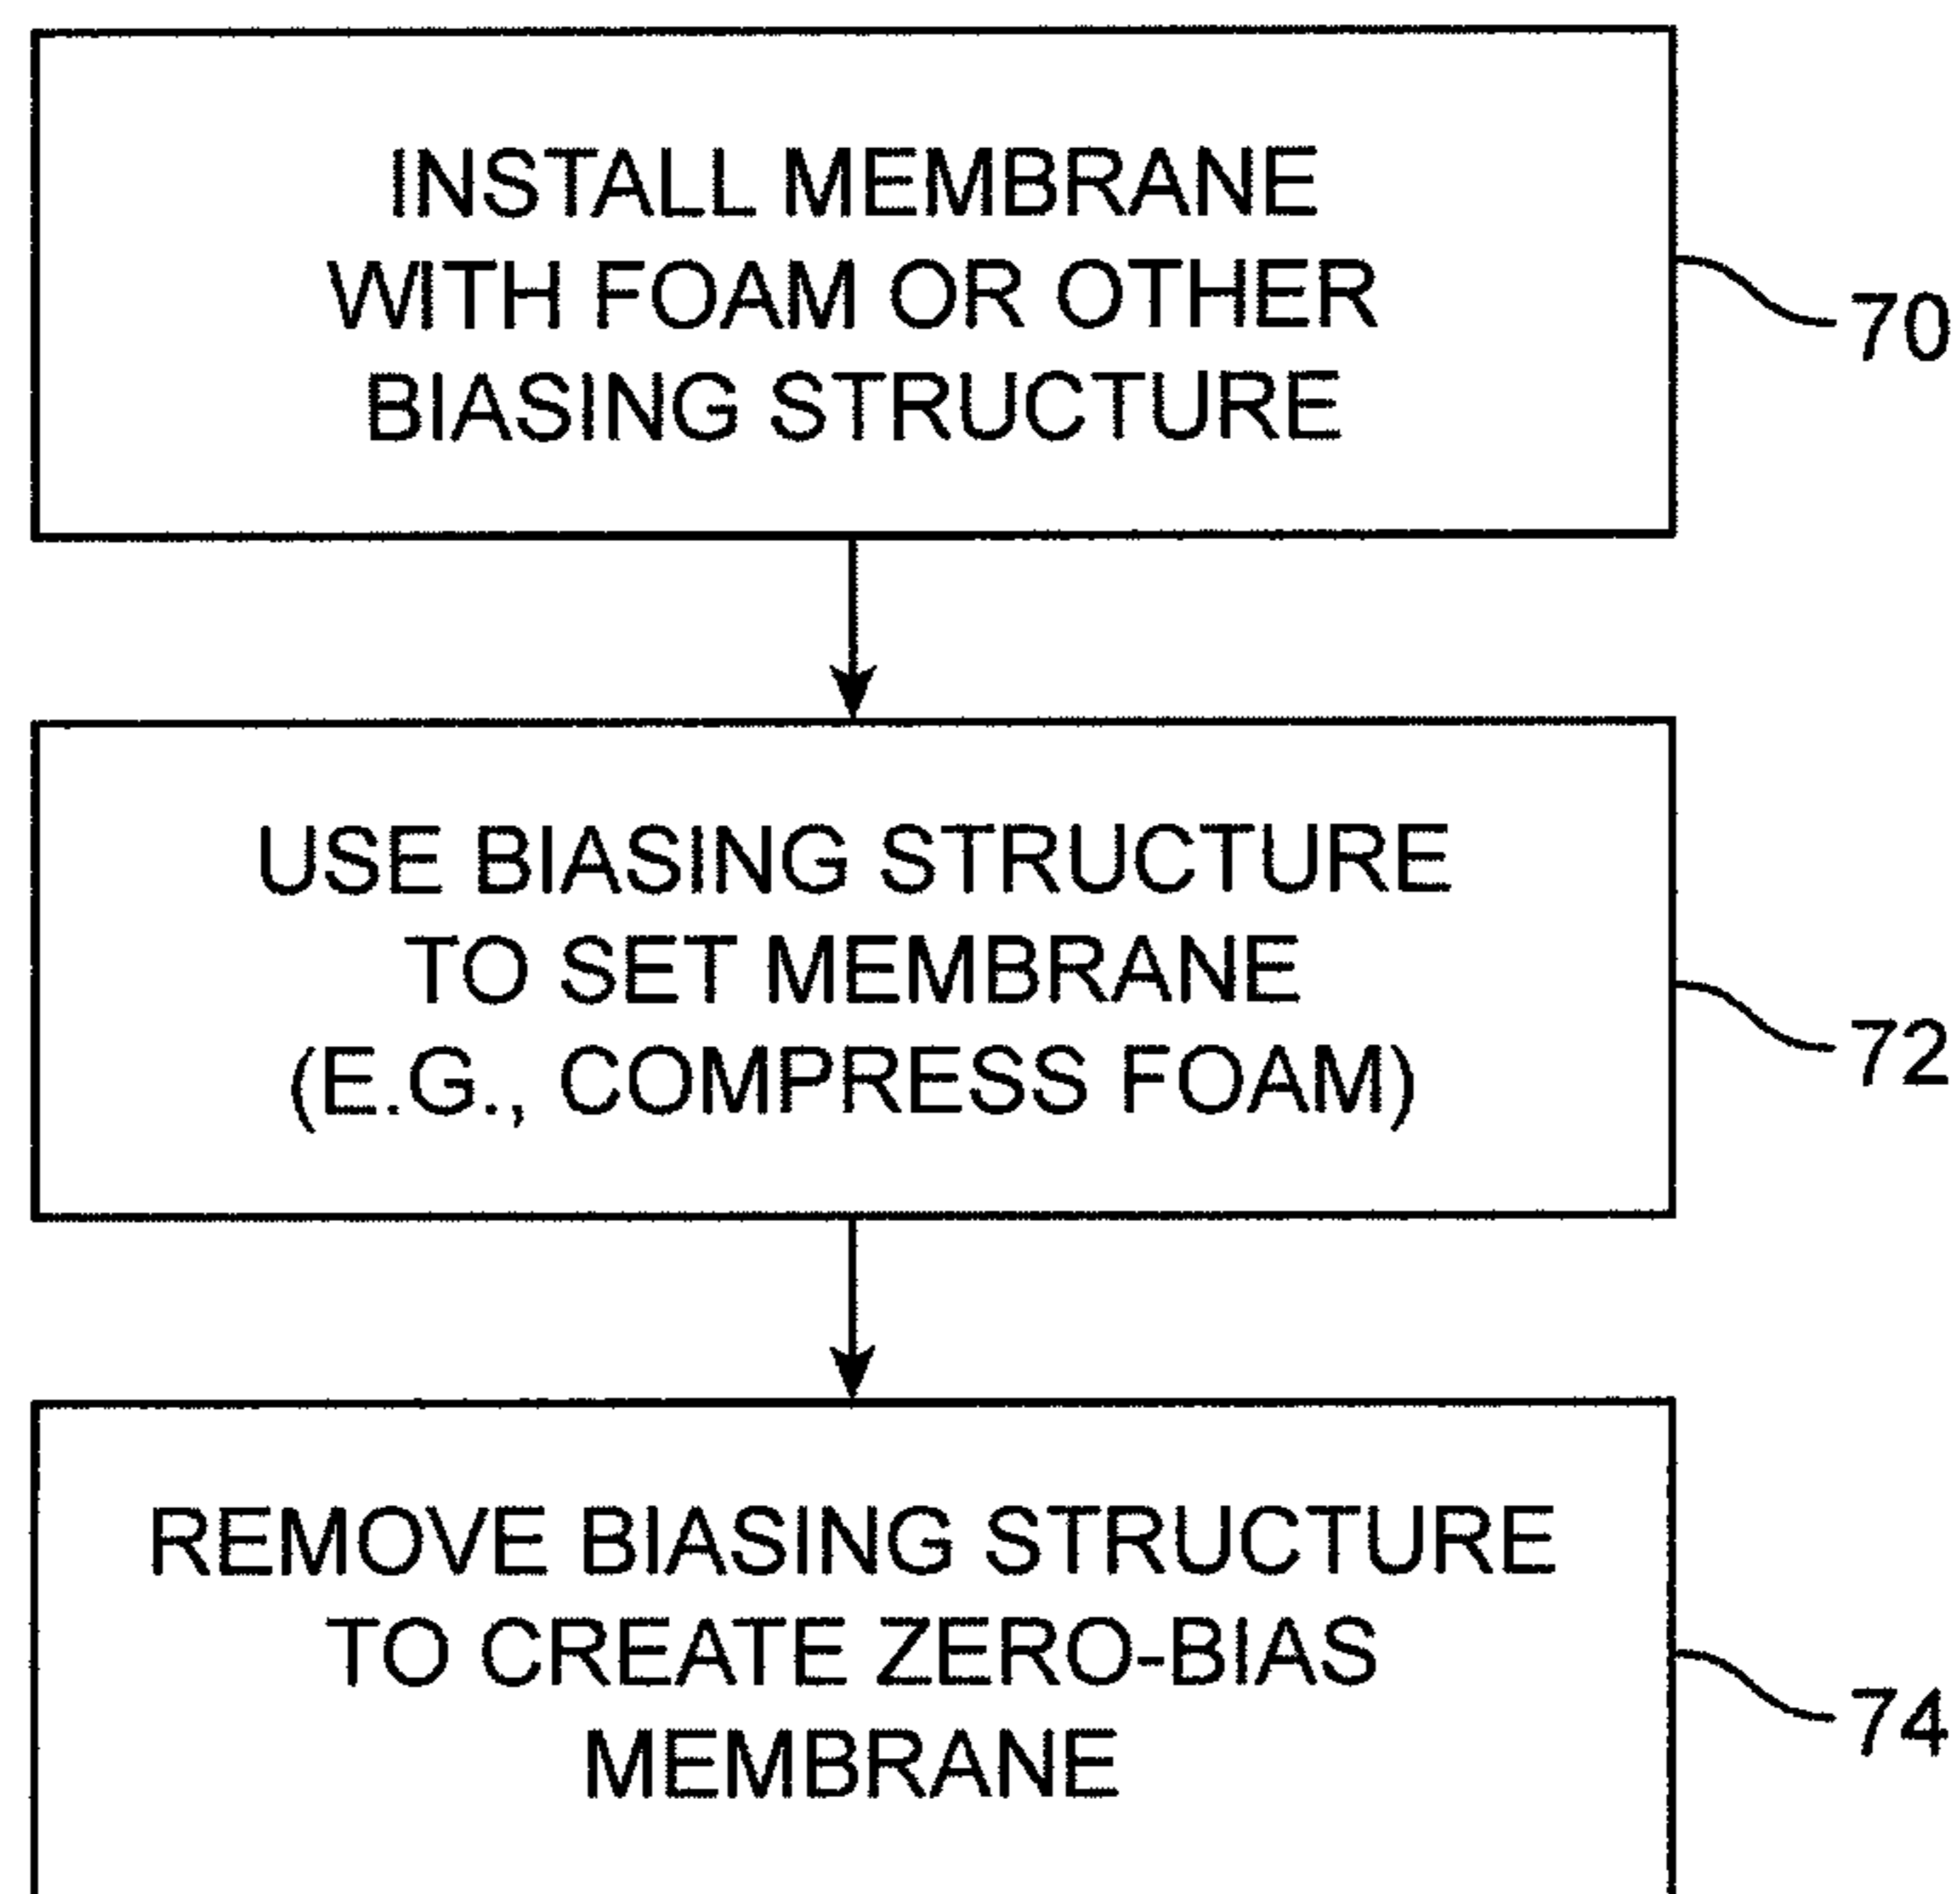 INSTALL MEMBRANE
WITH FOAM OR OTHER
BIASING STRUCTURE
70
USE BIASING STRUCTURE
TO SET MEMBRANE
(E.G., COMPRESS FOAM)
72
REMOVE BIASING STRUCTURE
TO CREATE ZERO-BIAS
MEMBRANE
74